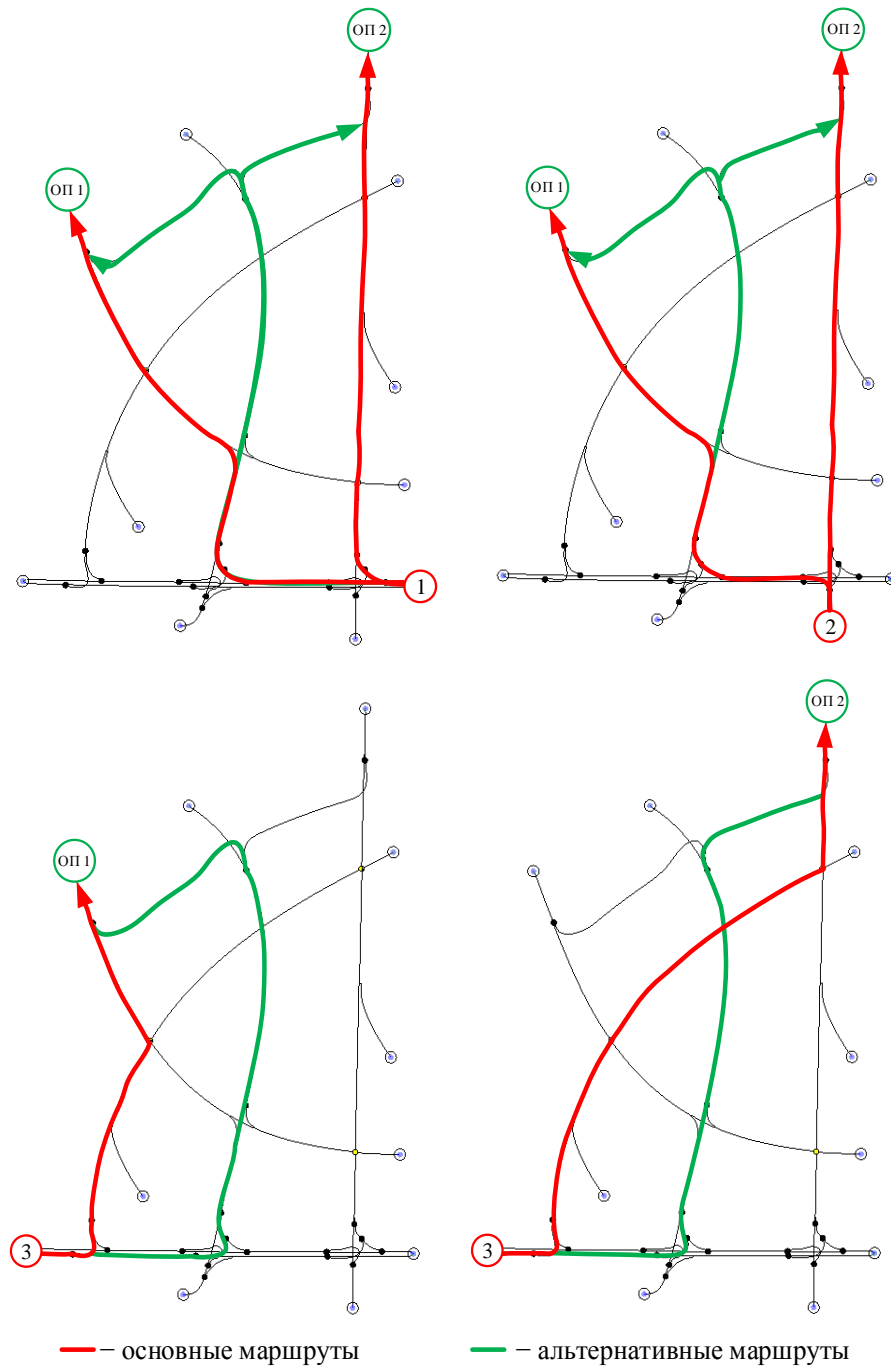 ОП 2
ОП 2
ОП 1
ОП 1
1
2
ОП 2
ОП 1
3
3
– основные маршруты
– альтернативные маршруты